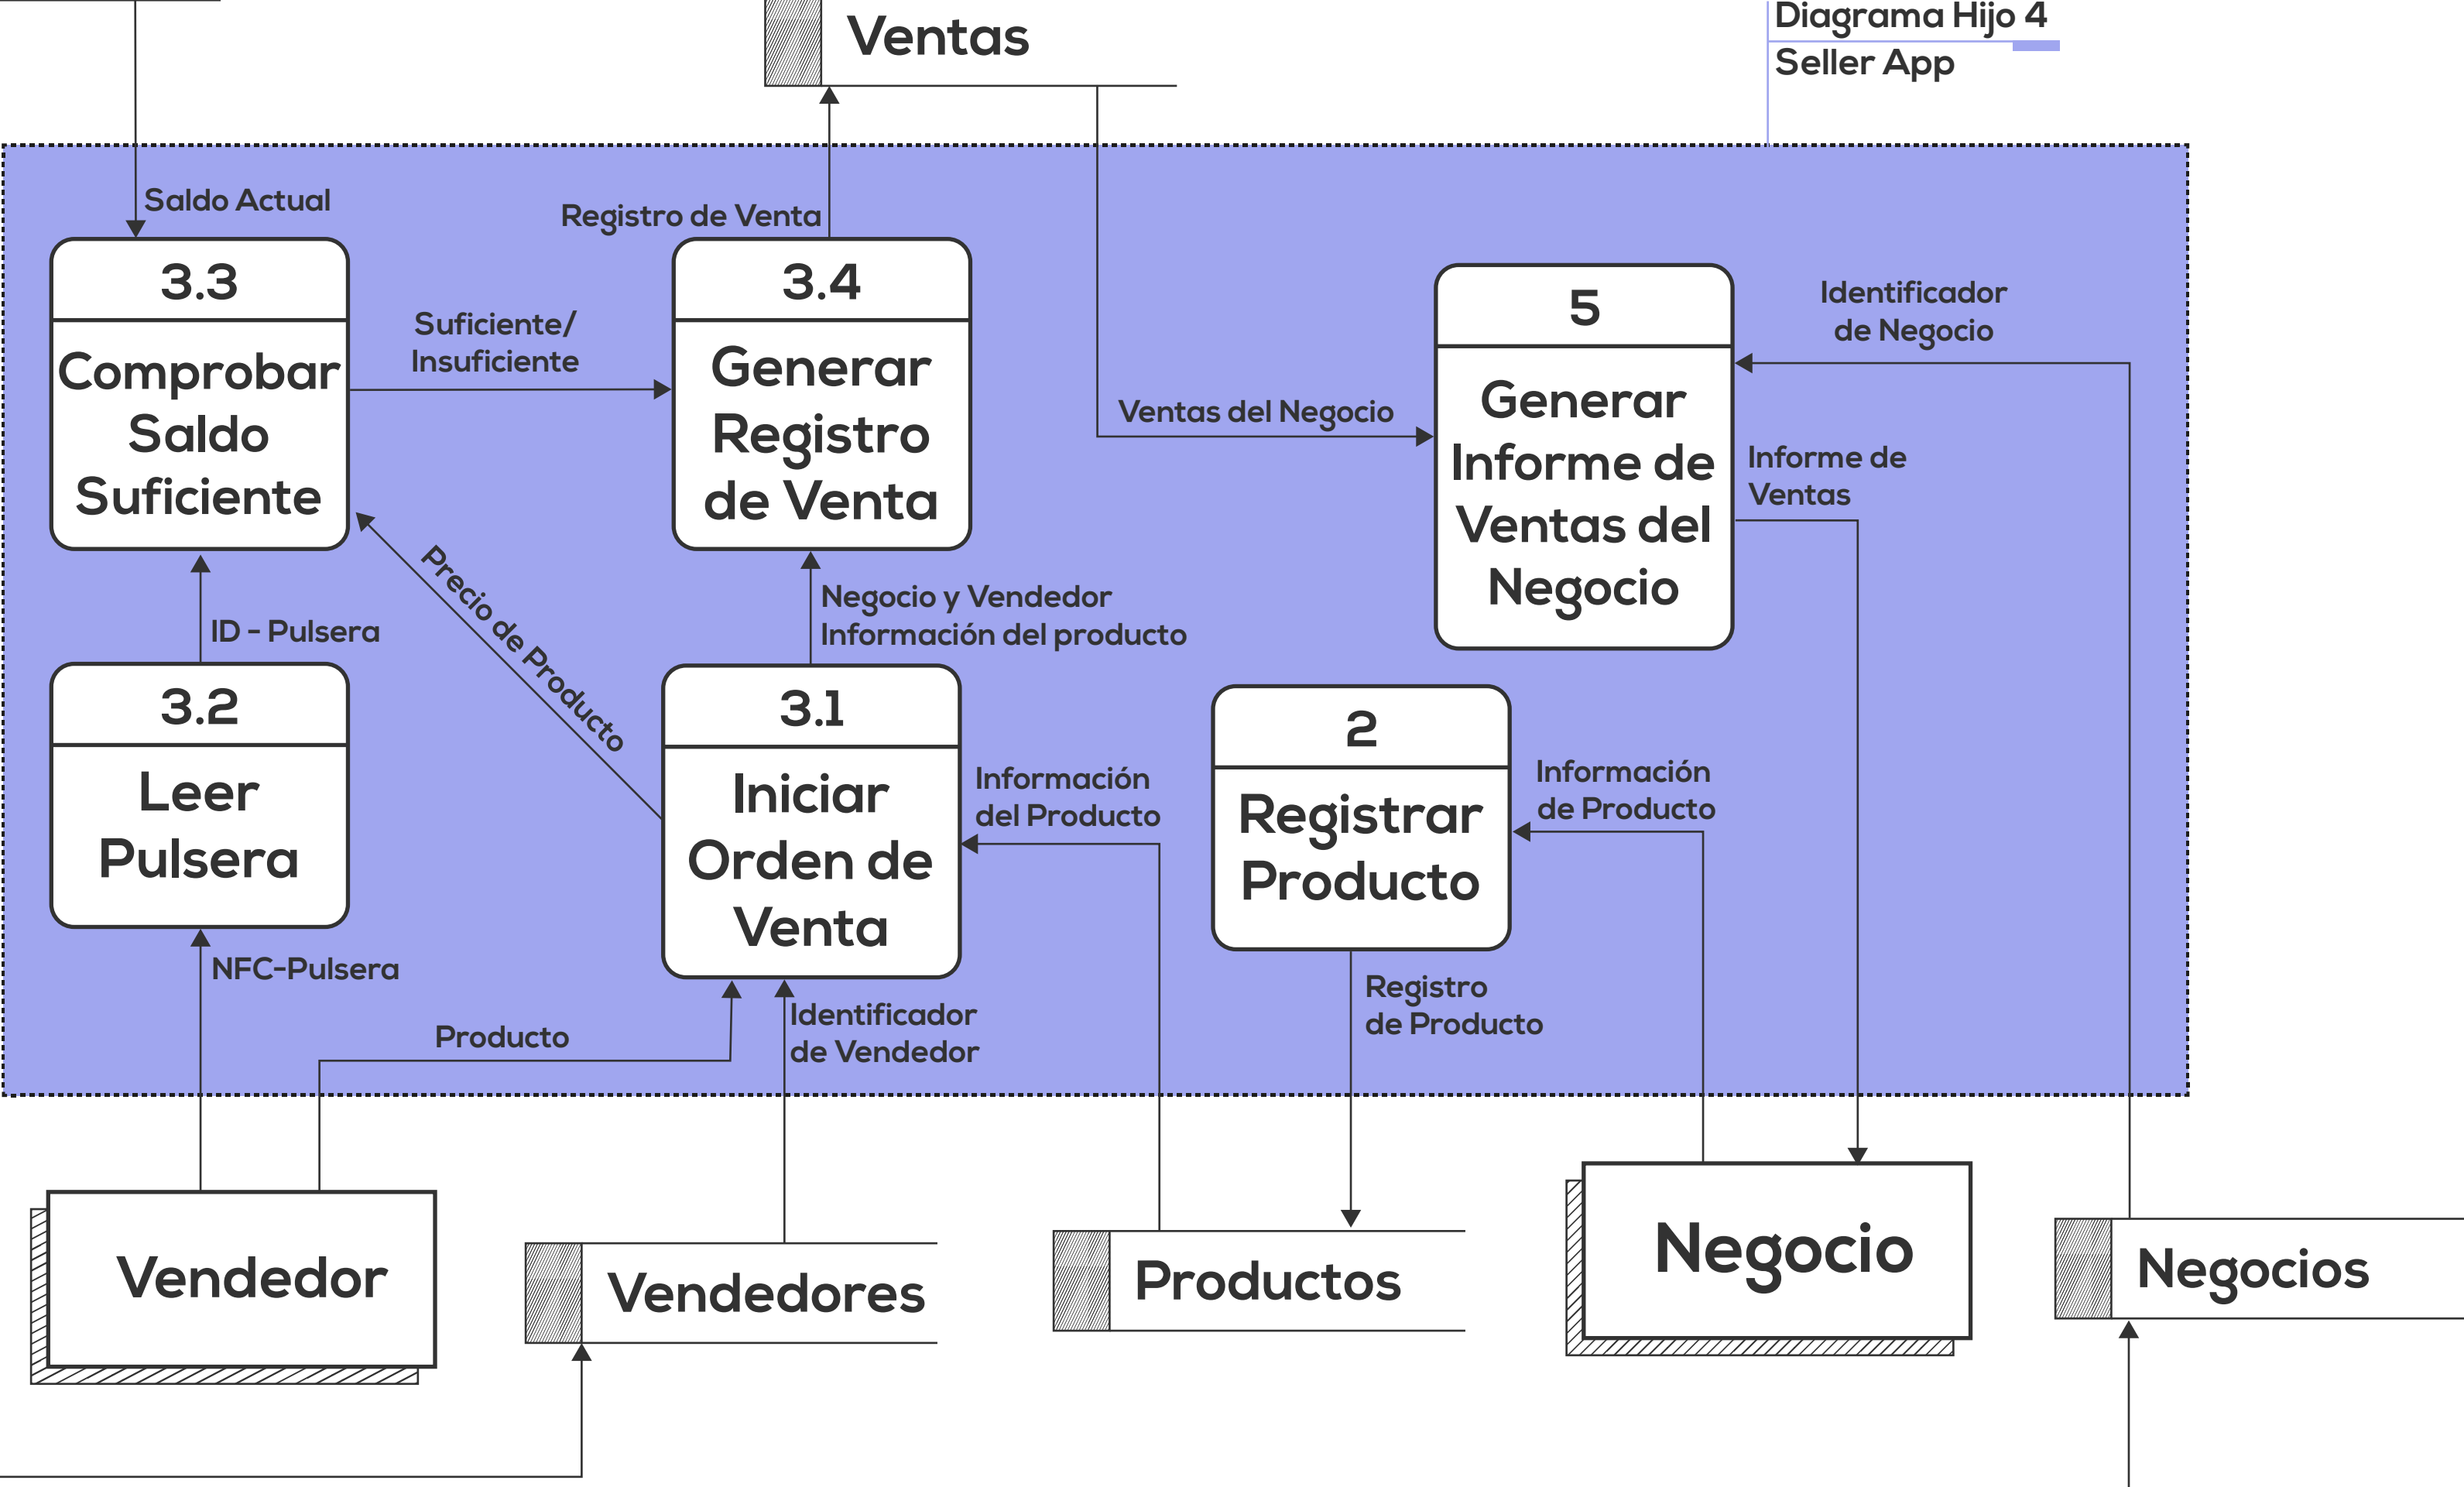 Ventas
Diagrama Hijo 4
Seller App
Saldo Actual
Registro de Venta
3.3
Comprobar
Saldo
Suficiente
Suficiente/
Insuficiente
3.4
Generar
Registro
de Venta
Ventas del Negocio
5
Generar
Informe de
Ventas del
Negocio
Identificador
de Negocio
Informe de
Ventas
ID - Pulsera
Precio de Producto
Negocio y Vendedor
Información del producto
3.2
Leer
Pulsera
3.1
Iniciar
Orden de
Venta
Información
del Producto
2
Registrar
Producto
Información
de Producto
NFC-Pulsera
Producto
Identificador
de Vendedor
Registro
de Producto
Vendedor
Vendedores
Productos
Negocio
Negocios